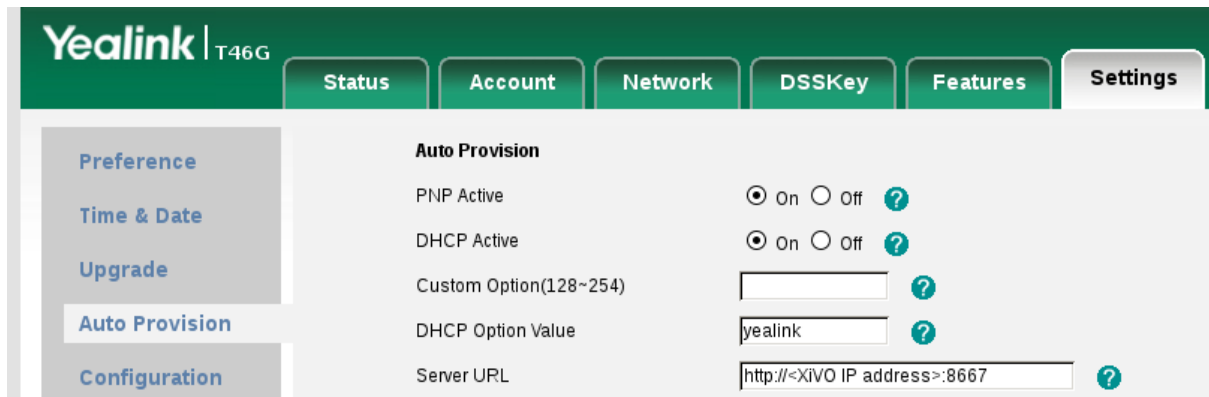 Yealink | T46G
Status Account Network DSSKey Features Settings
Preference
Time & Date
Upgrade
Auto Provision
Configuration
Auto Provision
PNP Active On Off ?
DHCP Active On Off ?
Custom Option(128~254) ?
DHCP Option Value yealink ?
Server URL http://<XiVO IP address>:8667 ?